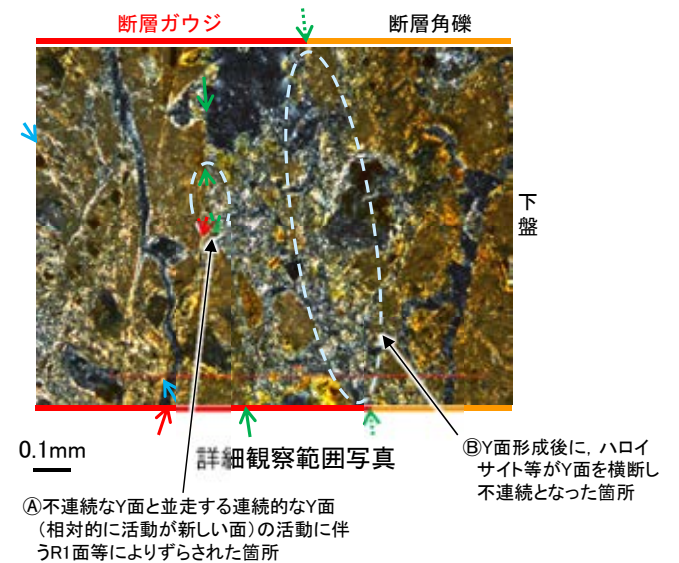 断層ガウジ
断層角礫
下
盤
0.1mm
詳細観察範囲写真
Ⓑ Y面形成後に，ハロイ
サイト等がY面を横断し
不連続となった箇所
Ⓐ不連続なY面と並走する連続的なY面
（相対的に活動が新しい面）の活動に伴
うR1面等によりずらされた箇所